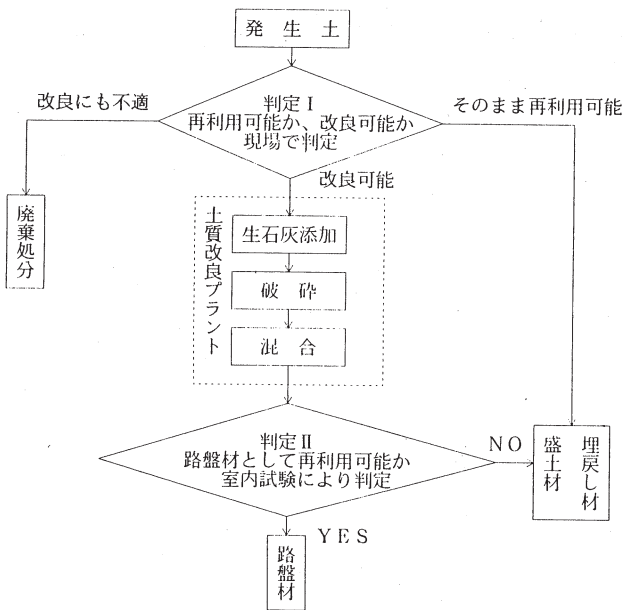 発生土
改良にも不適
判定Ⅰ
再利用可能か、改良可能か
現場で判定
そのまま再利用可能
改良可能
廃棄処分
土質改良プラント
生石灰添加
破砕
混合
判定Ⅱ
路盤材として再利用可能か
室内試験により判定
NO
埋戻し材
盛土材
YES
路盤材